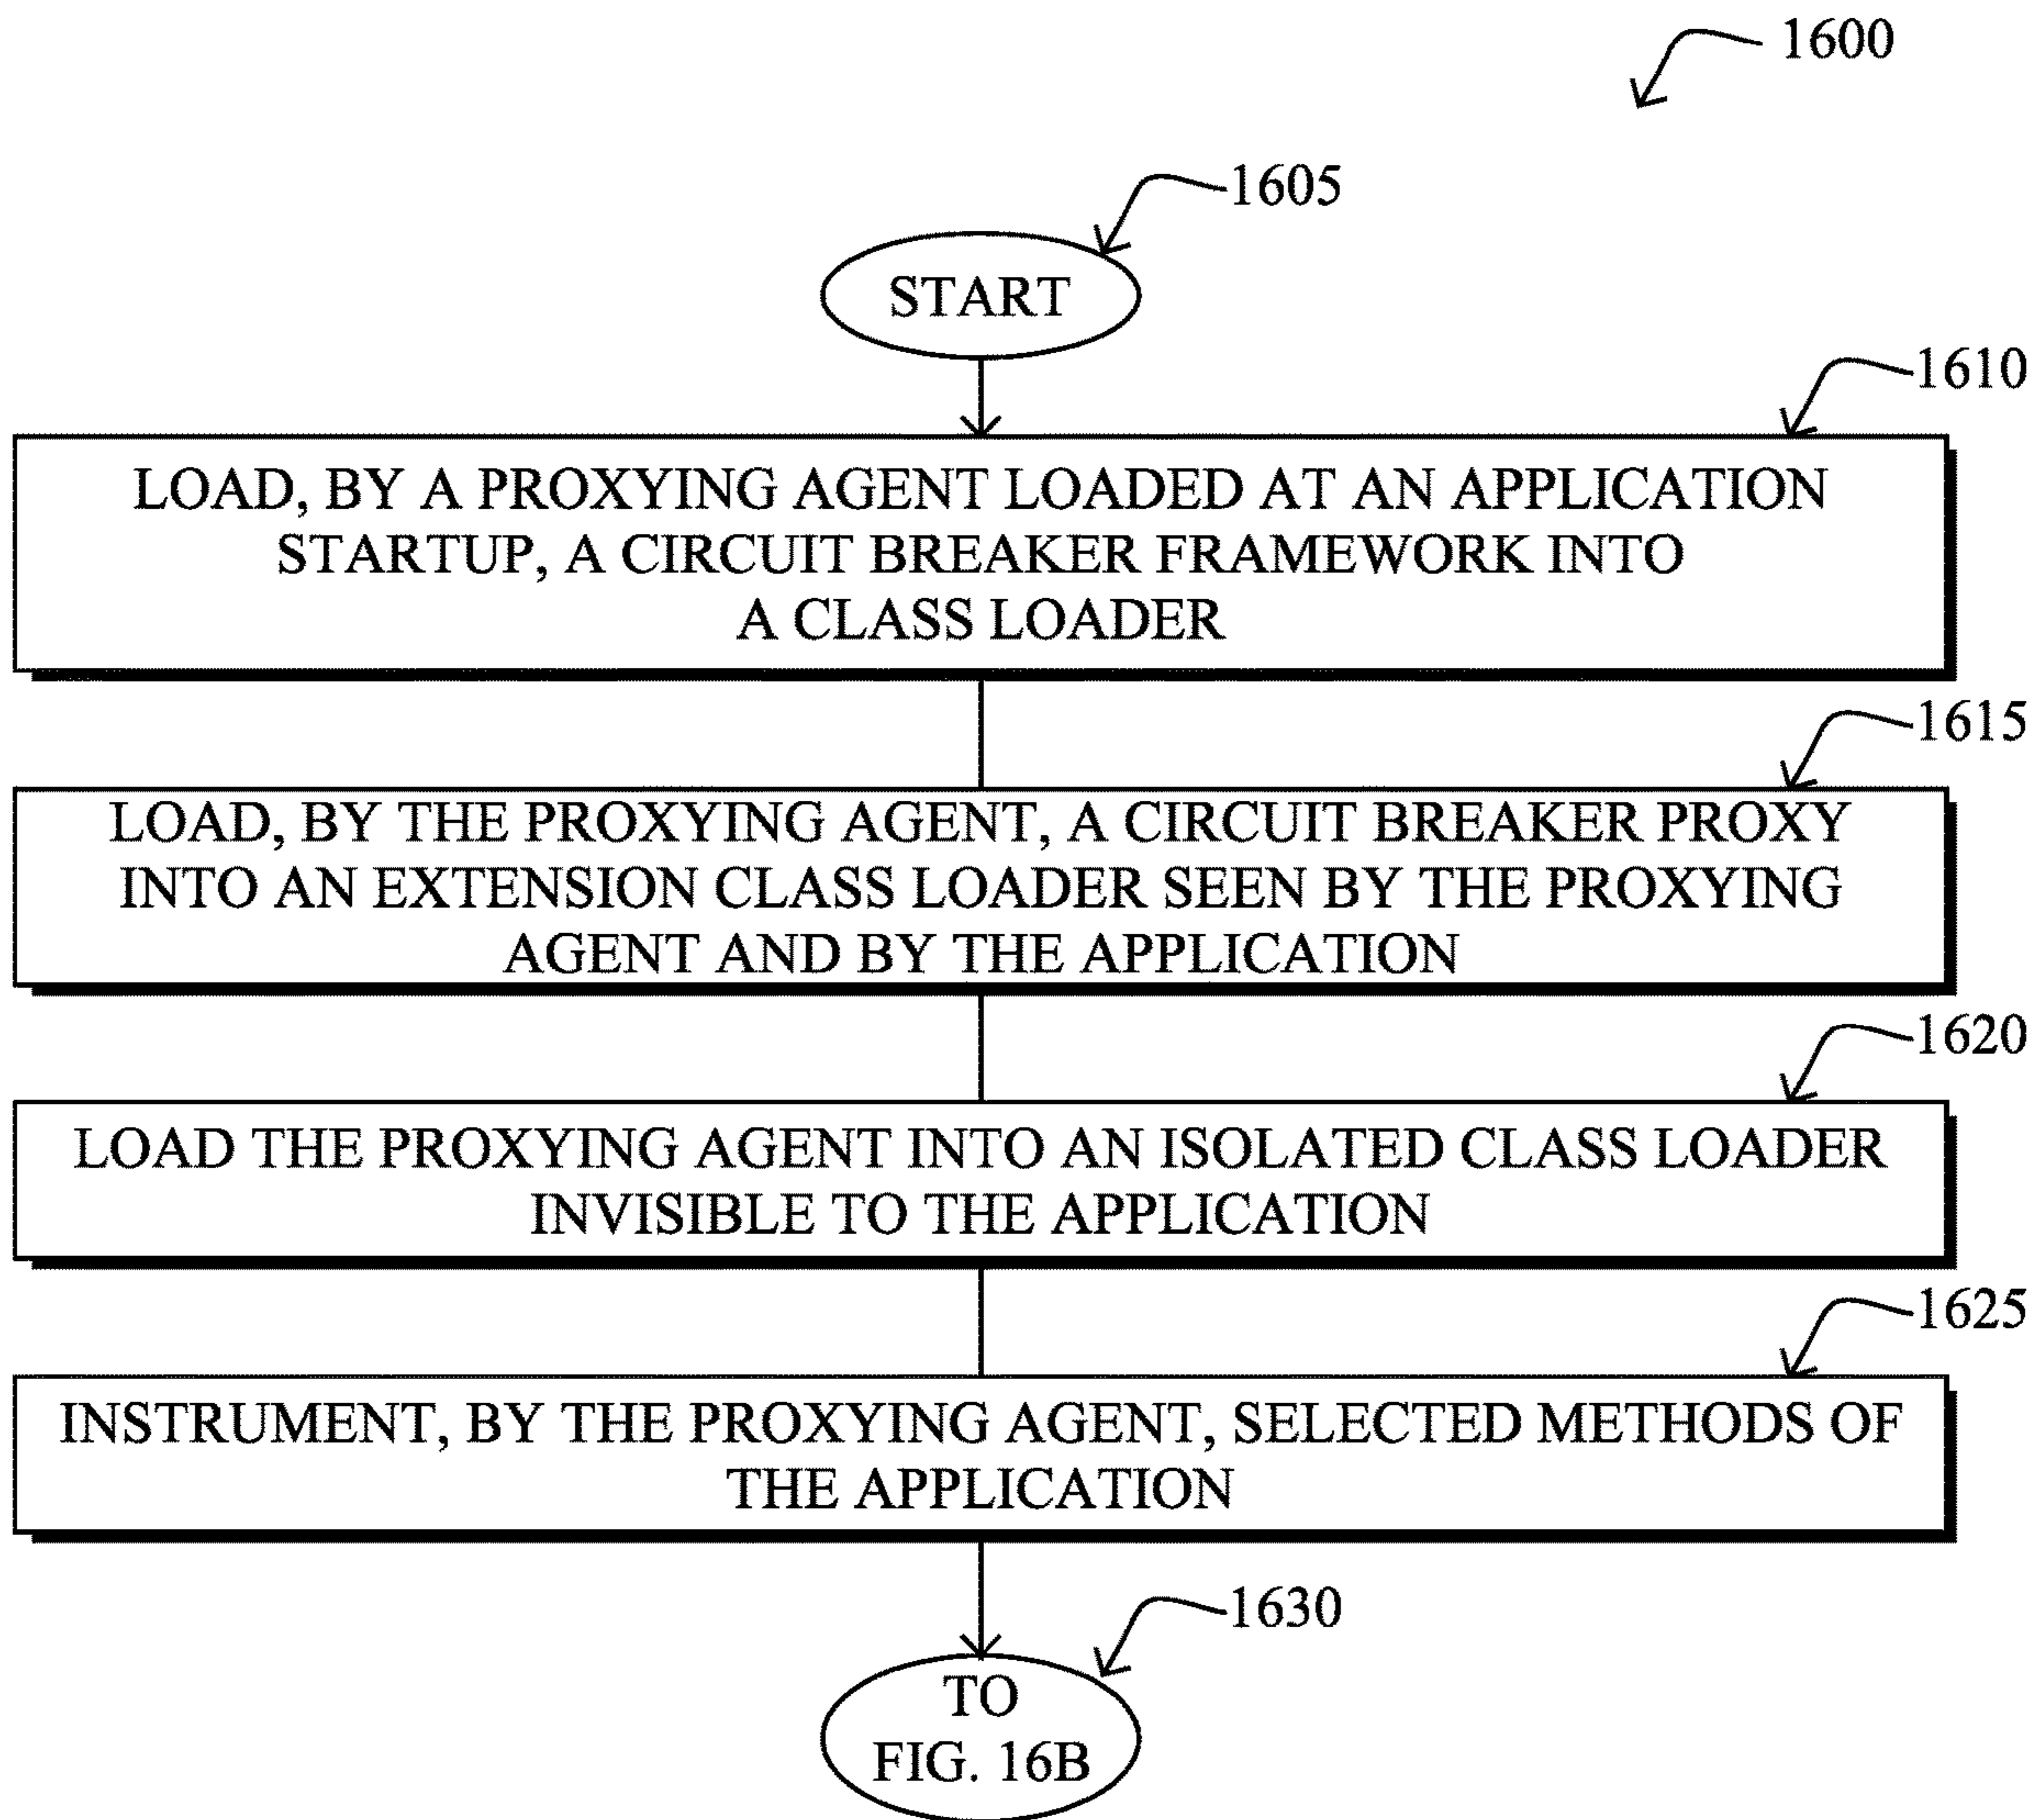 1600
1605
START
1610
LOAD, BY A PROXYING AGENT LOADED AT AN APPLICATION
STARTUP, A CIRCUIT BREAKER FRAMEWORK INTO
A CLASS LOADER
1615
LOAD, BY THE PROXYING AGENT, A CIRCUIT BREAKER PROXY
INTO AN EXTENSION CLASS LOADER SEEN BY THE PROXYING
AGENT AND BY THE APPLICATION
1620
LOAD THE PROXYING AGENT INTO AN ISOLATED CLASS LOADER
INVISIBLE TO THE APPLICATION
1625
INSTRUMENT, BY THE PROXYING AGENT, SELECTED METHODS OF
THE APPLICATION
1630
TO
FIG. 16B